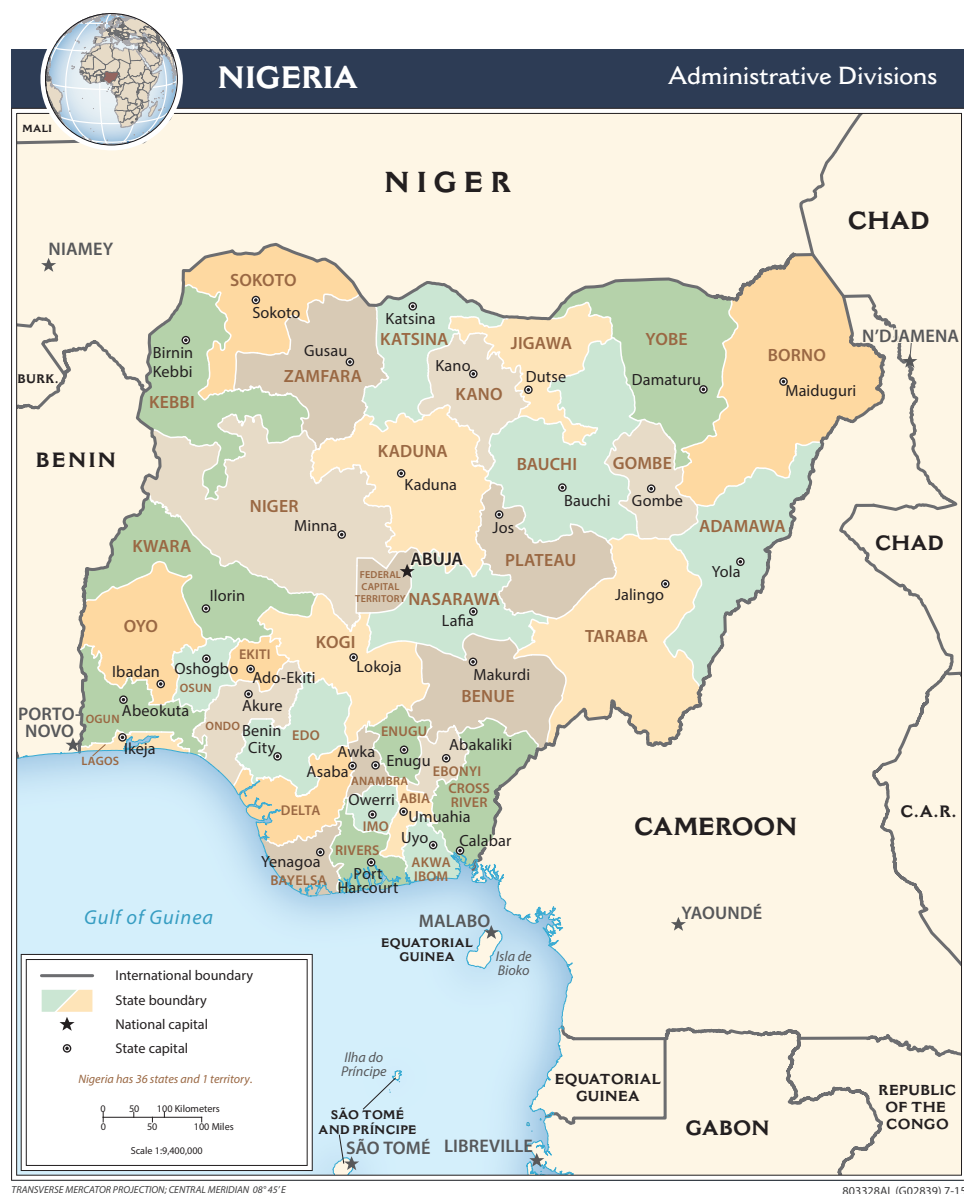 NIGERIA
Administrative Divisions
MALI
NIGER
CHAD
NIAMEY
SOKOTO
Sokoto
Katsina
KATSINA
Birnin
Kebbi
KEBBI
Gusau
ZAMFARA
Kano
KANO
JIGAWA
Dutse
YOBE
Damaturu
BORNO
Maiduguri
N'DJAMENA
BURK.
BENIN
KADUNA
Kaduna
BAUCHI
Bauchi
GOMBE
Gombe
NIGER
Minna
Jos
PLATEAU
ADAMAWA
Yola
CHAD
KWARA
Ilorin
ABUJA
FEDERAL
CAPITAL
TERRITORY
NASARAWA
Lafia
Jalingo
TARABA
OYO
Ibadan
Oshogbo
OSUN
EKITI
Ado-Ekiti
KOGI
Lokoja
Makurdi
BENUE
PORTO-
NOVO
OGUN
Abeokuta
Ikeja
LAGOS
Akure
ONDO
Benin
City
EDO
ENUGU
Enugu
Awka
Asaba
ANAMBRA
Abakaliki
EBONYI
CROSS
RIVER
DELTA
Owerri
IMO
ABIA
Umuahia
Uyo
Calabar
AKWA
IBOM
RIVERS
Port
Harcourt
Yenagoa
BAYELSA
CAMEROON
C.A.R.
YAOUNDÉ
Gulf of Guinea
MALABO
EQUATORIAL
GUINEA
Isla de
Bioko
International boundary
State boundary
National capital
State capital
Nigeria has 36 states and 1 territory.
0 50 100 Kilometers
0 50 100 Miles
Scale 1:9,400,000
Ilha do
Príncipe
SÃO TOMÉ
AND PRÍNCIPE
SÃO TOMÉ
LIBREVILLE
EQUATORIAL
GUINEA
GABON
REPUBLIC
OF THE
CONGO
TRANSVERSE MERCATOR PROJECTION; CENTRAL MERIDIAN 08°45'E
803328AI (G02839) 7-15